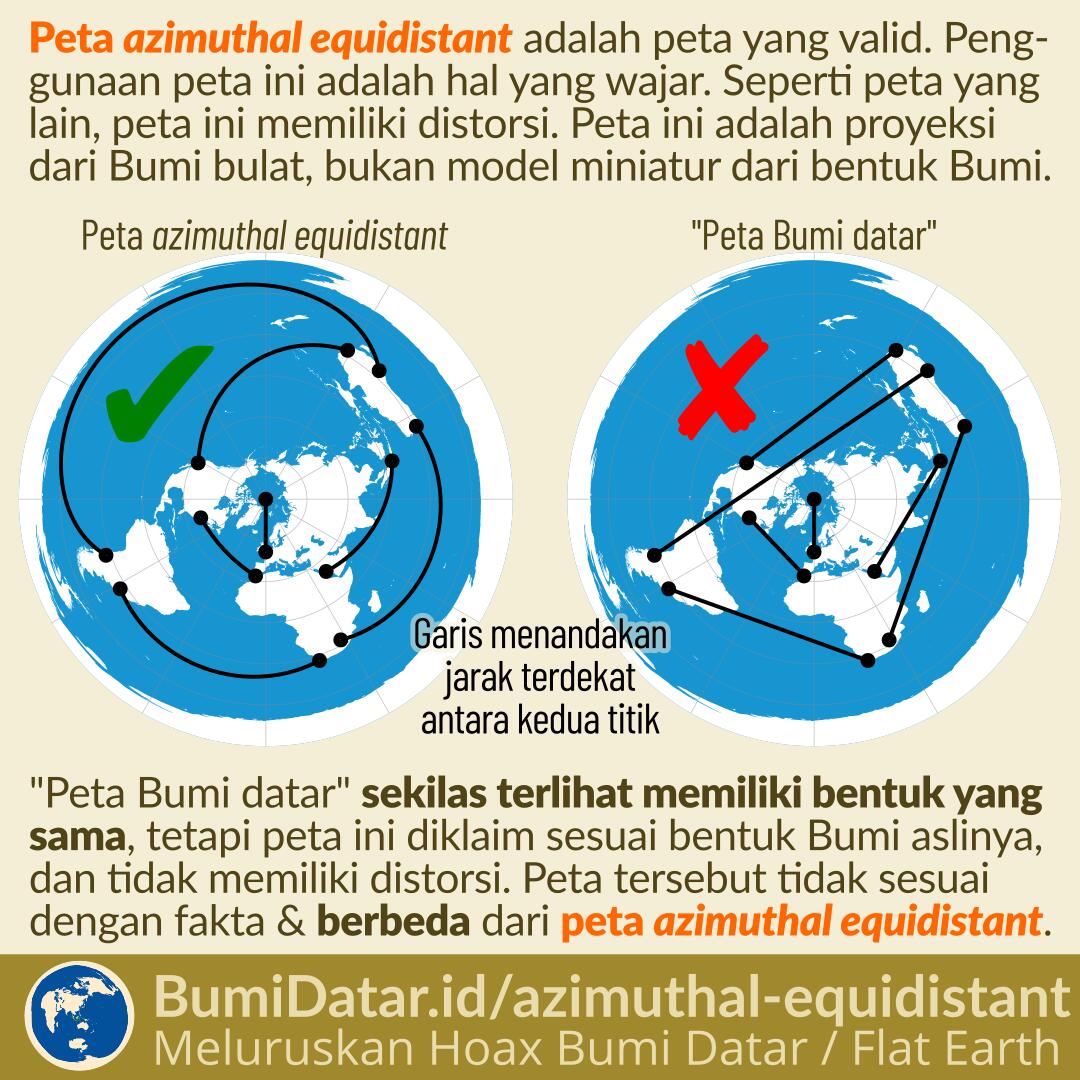 Peta azimuthal equidistant adalah peta yang valid. Peng-
gunaan peta ini adalah hal yang wajar. Seperti peta yang
lain, peta ini memiliki distorsi. Peta ini adalah proyeksi
dari Bumi bulat, bukan model miniatur dari bentuk Bumi.
Peta azimuthal equidistant
"Peta Bumi datar"
Garis menandakan
jarak terdekat
antara kedua titik
"Peta Bumi datar" sekilas terlihat memiliki bentuk yang
sama, tetapi peta ini diklaim sesuai bentuk Bumi aslinya,
dan tidak memiliki distorsi. Peta tersebut tidak sesuai
dengan fakta & berbeda dari peta azimuthal equidistant.
BumiDatar.id/azimuthal-equidistant
Meluruskan Hoax Bumi Datar / Flat Earth